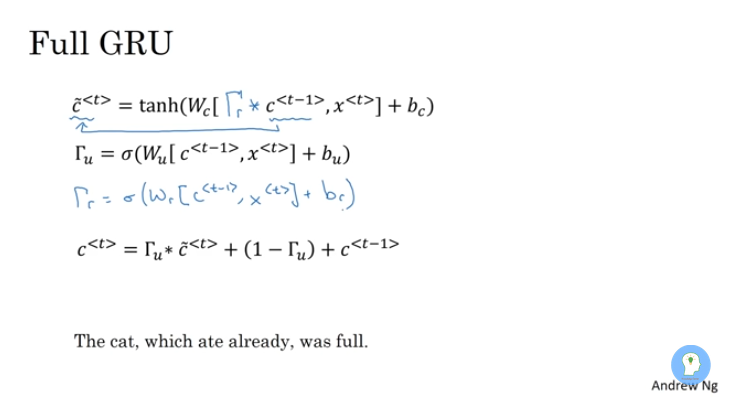 Full GRU
c̃<t> = tanh(Wc[ Γr * c<t−1>, x<t>] + bc)
Γu = σ(Wu[ c<t−1>, x<t>] + bu)
Γr = σ(Wr[ c<t−1>, x<t>] + br)
c<t> = Γu * c̃<t> + (1 − Γu) + c<t−1>
The cat, which ate already, was full.
Andrew Ng